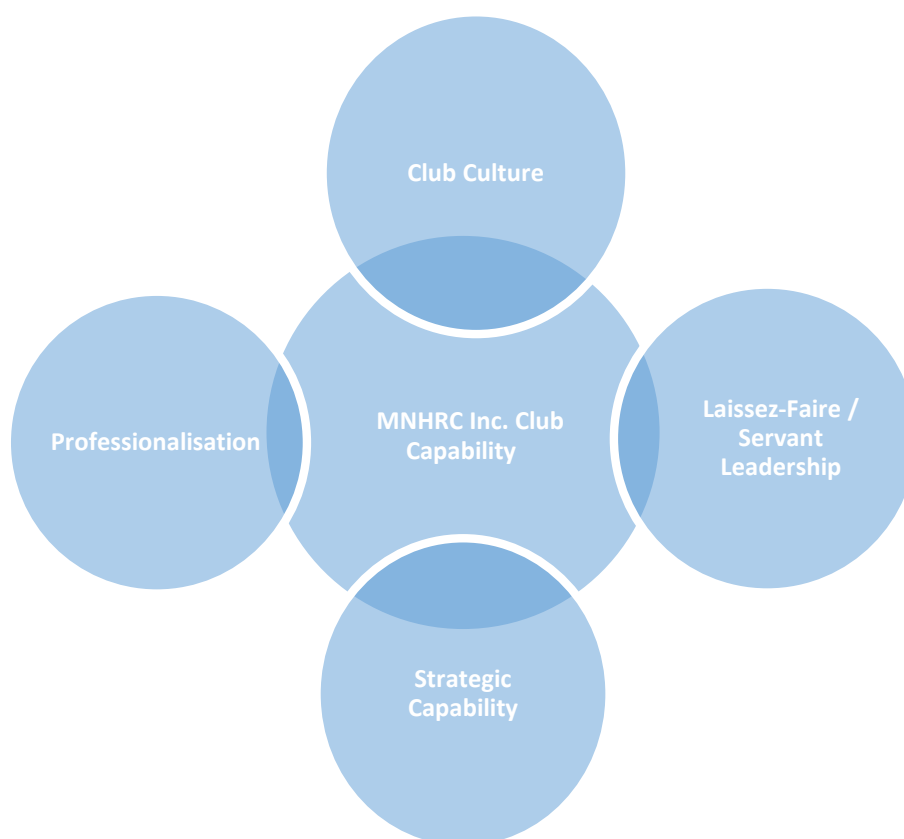 Club Culture
Professionalisation
MNHRC Inc. Club
Capability
Laissez-Faire /
Servant
Leadership
Strategic
Capability